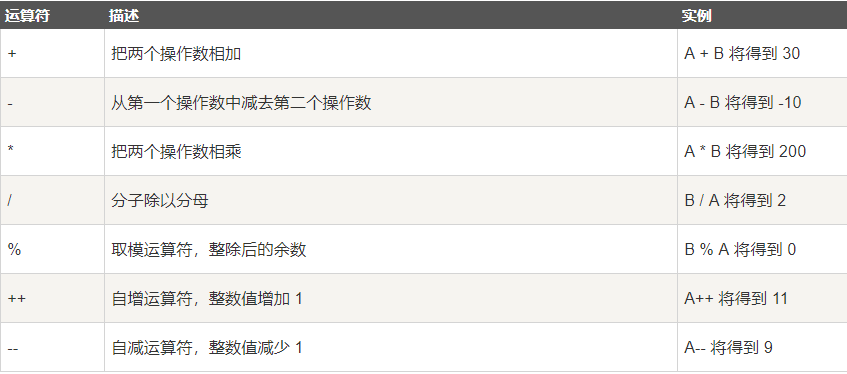 运算符 描述 实例
+ 把两个操作数相加 A + B 将得到 30
- 从第一个操作数中减去第二个操作数 A - B 将得到 -10
* 把两个操作数相乘 A * B 将得到 200
/ 分子除以分母 B / A 将得到 2
% 取模运算符，整除后的余数 B % A 将得到 0
++ 自增运算符，整数值增加 1 A++ 将得到 11
-- 自减运算符，整数值减少 1 A-- 将得到 9